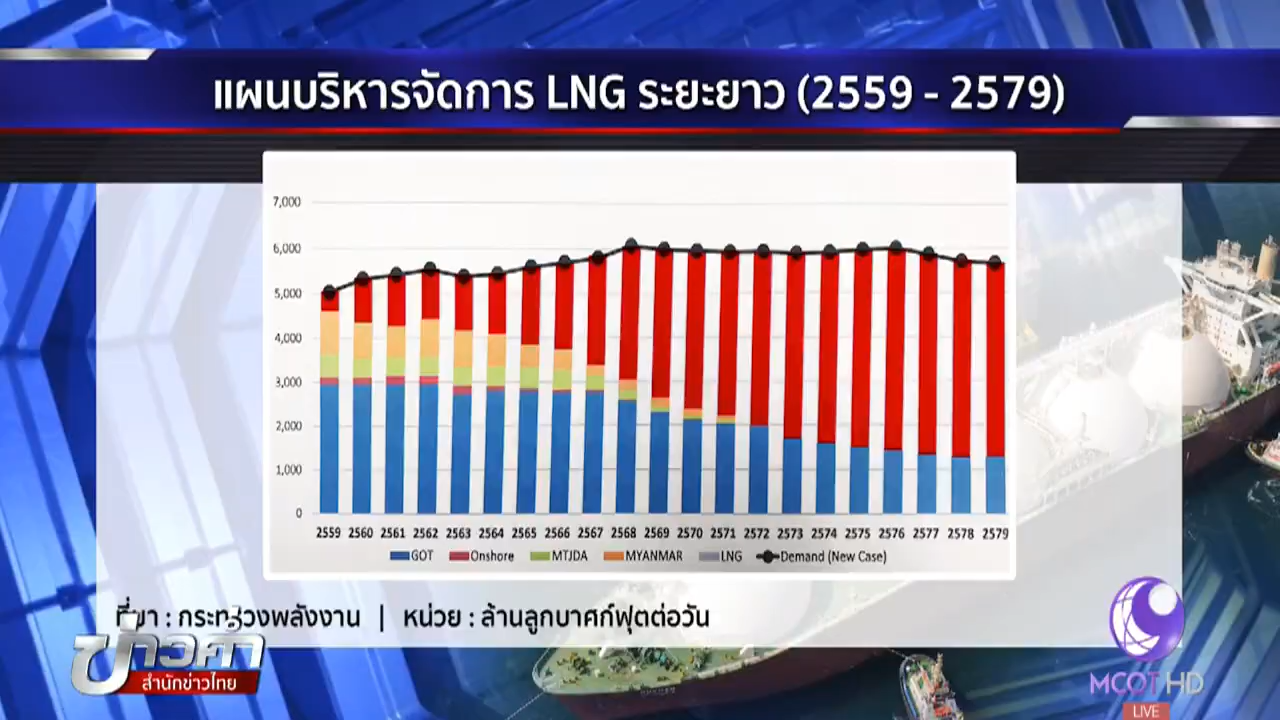 แผนบริหารจัดการ LNG ระยะยาว (2559 - 2579)
7,000
6,000
5,000
4,000
3,000
2,000
1,000
0
2559 2560 2561 2562 2563 2564 2565 2566 2567 2568 2569 2570 2571 2572 2573 2574 2575 2576 2577 2578 2579
GOT Onshore MTJDA MYANMAR LNG Demand (New Case)
ที่มา : กระทรวงพลังงาน | หน่วย : ล้านลูกบาศก์ฟุตต่อวัน
ข่าวค่ำ
สำนักข่าวไทย
MCOT HD
LIVE